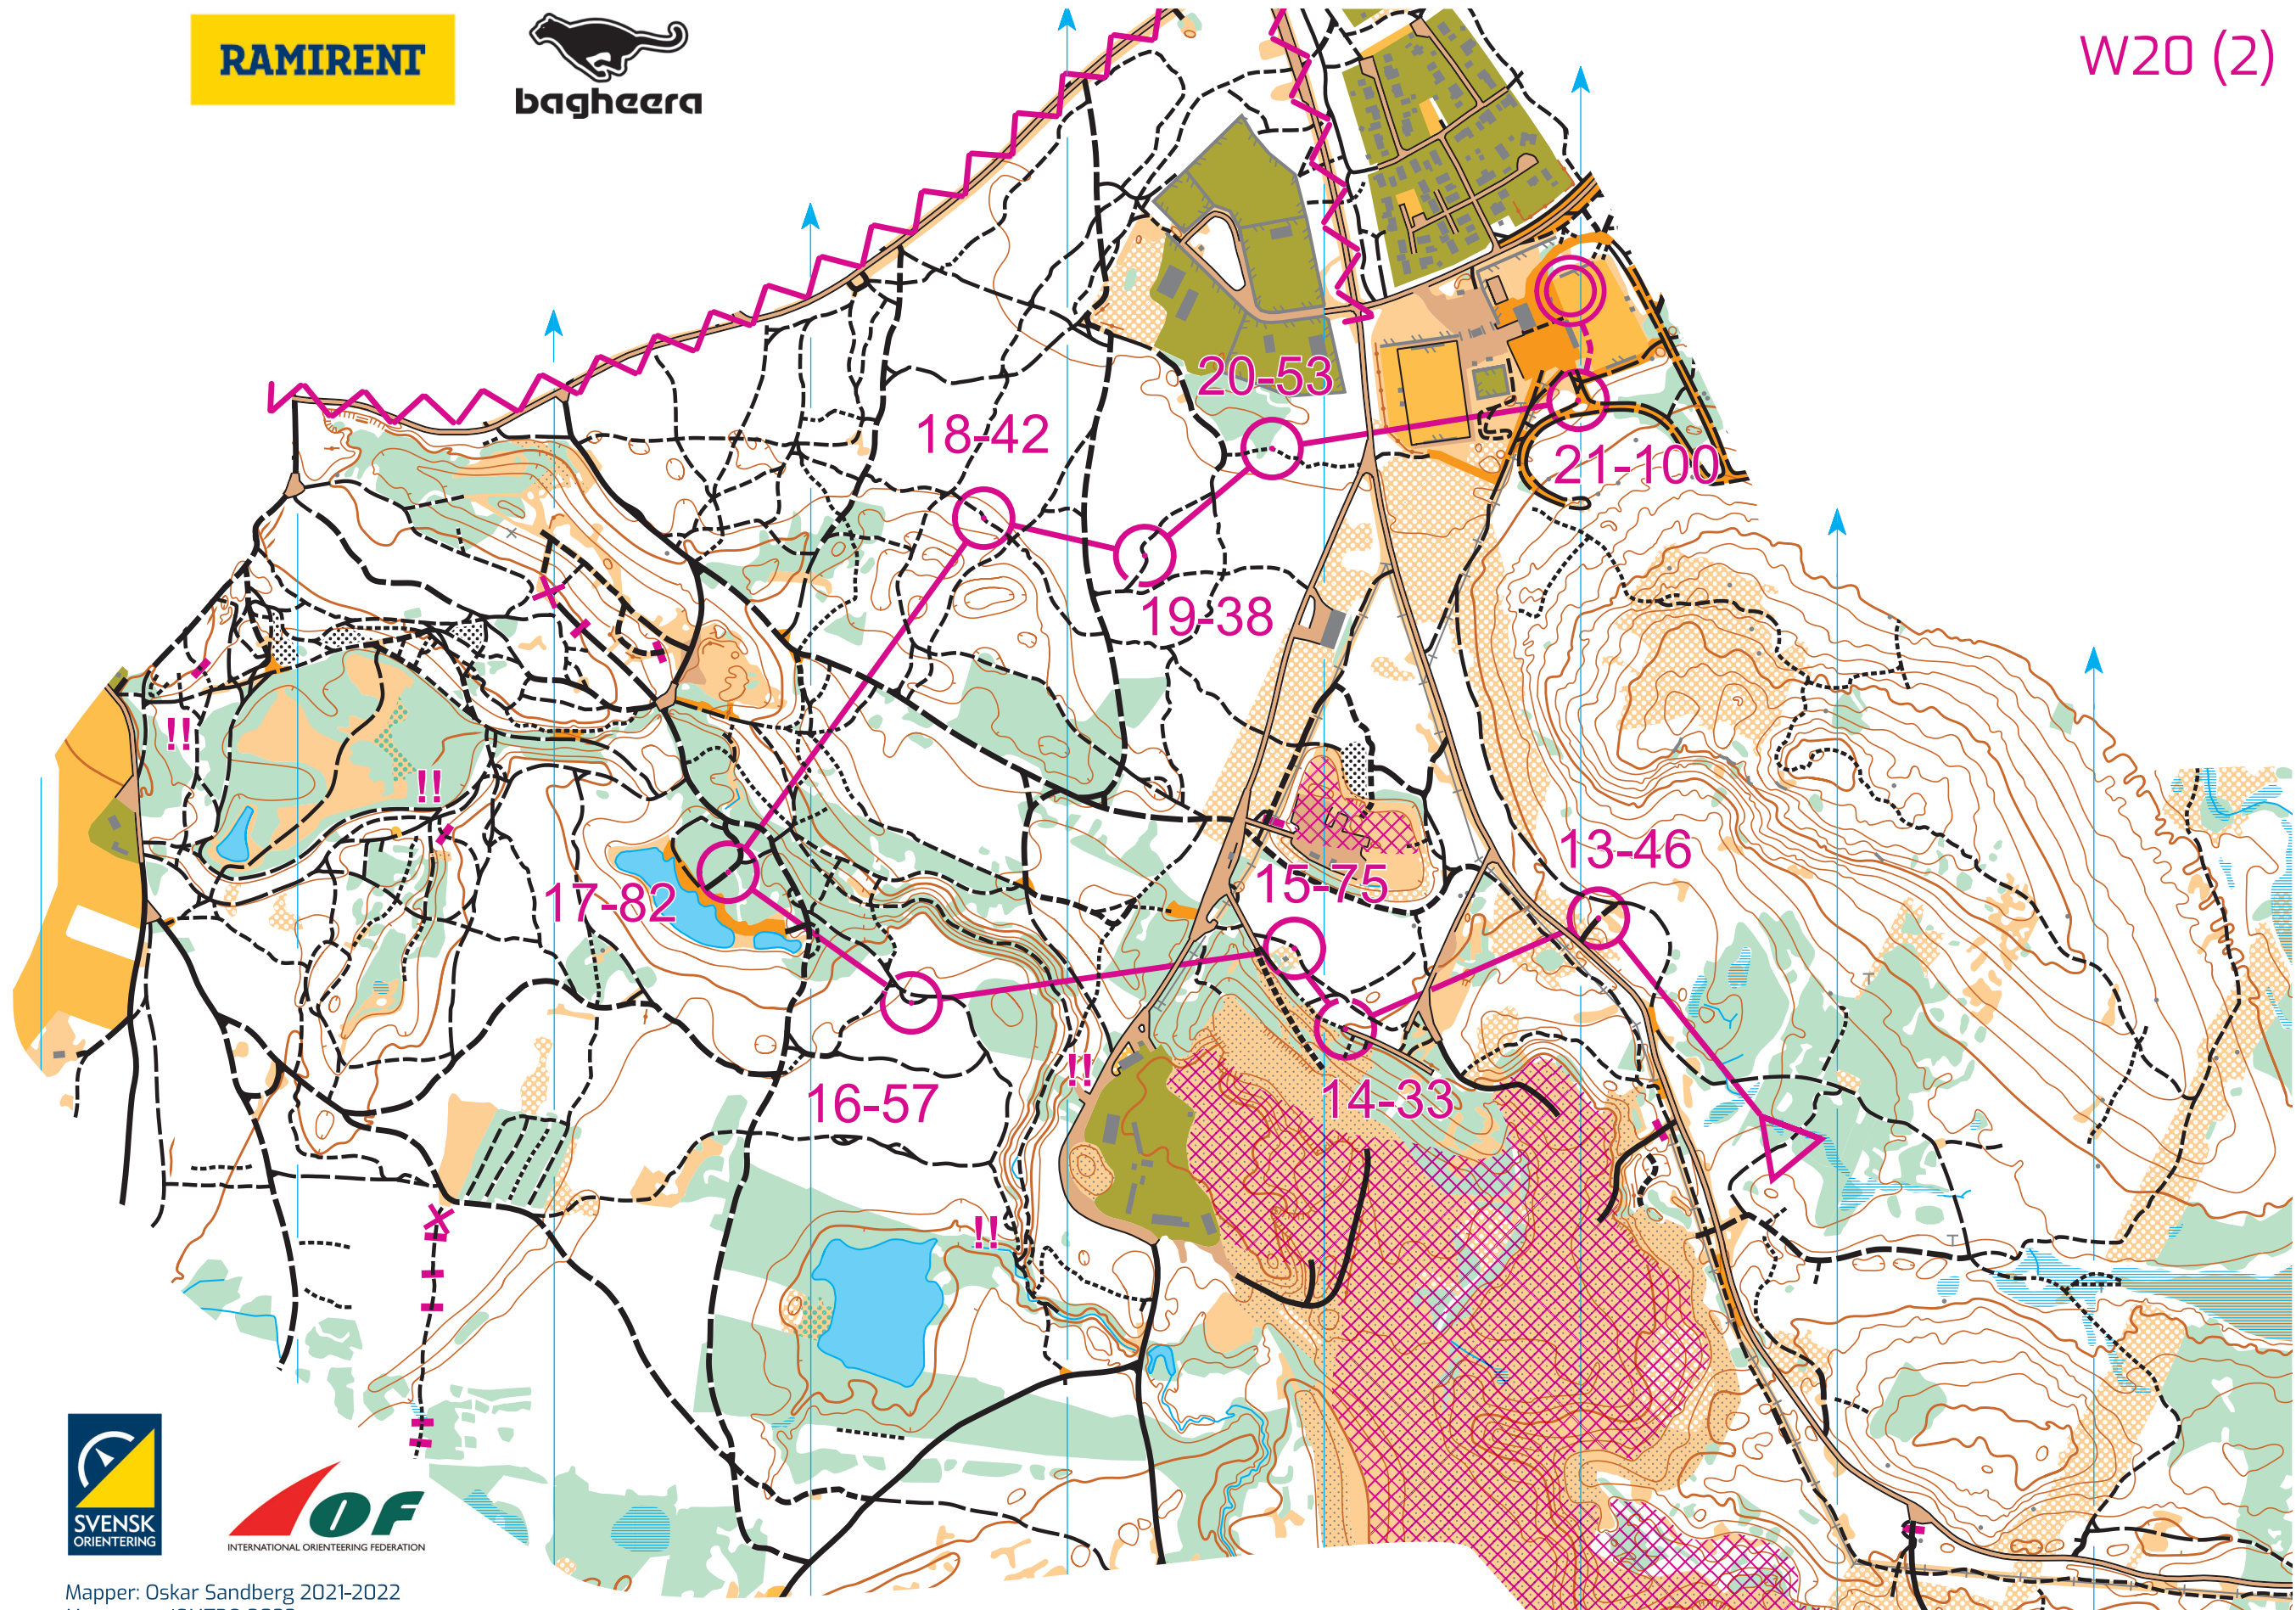 RAMIRENT
bagheera
W20 (2)
20-53
18-42
21-100
19-38
!!
!!
13-46
15-75
17-82
!!
16-57
14-33
!!
SVENSK
ORIENTERING
IOF
INTERNATIONAL ORIENTEERING FEDERATION
Mapper: Oskar Sandberg 2021-2022